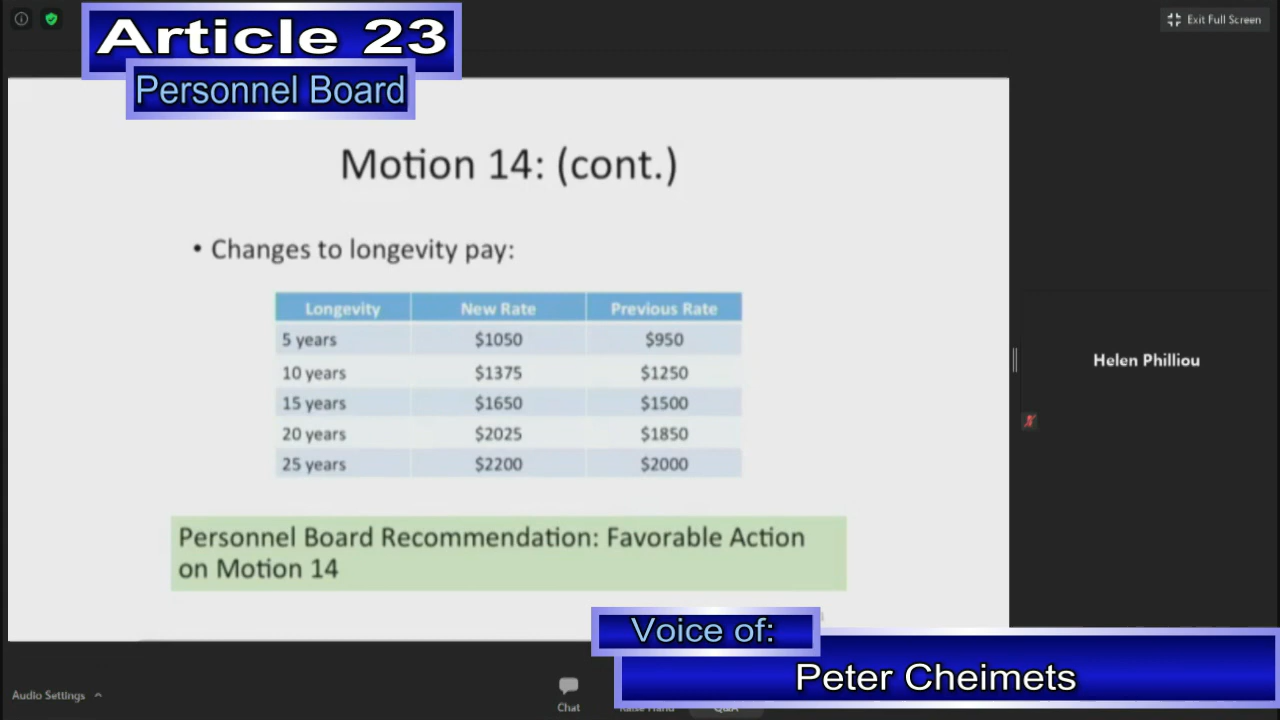 Exit Full Screen
Article 23
Personnel Board
Motion 14: (cont.)
• Changes to longevity pay:
Longevity New Rate Previous Rate
5 years $1050 $950
10 years $1375 $1250
15 years $1650 $1500
20 years $2025 $1850
25 years $2200 $2000
Helen Philliou
Personnel Board Recommendation: Favorable Action
on Motion 14
Voice of:
Peter Cheimets
Audio Settings
Chat